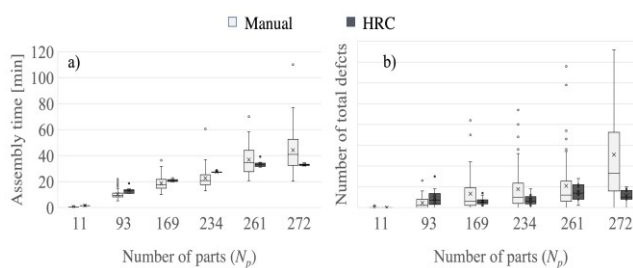 Manual HRC
a) b)
Assembly time [min]
120
100
80
60
40
20
0
11 93 169 234 261 272
Number of parts (Nₚ)
Number of total defcts
11 93 161 234 261 272
Number of parts (Nₚ)